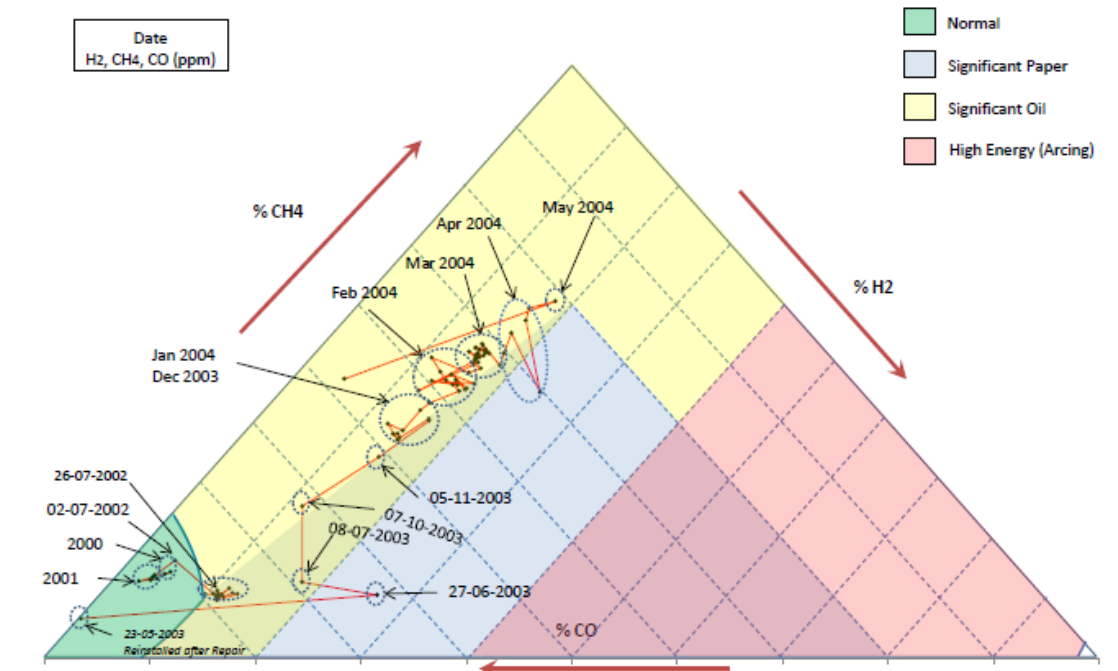 Date
H2, CH4, CO (ppm)
Normal
Significant Paper
Significant Oil
High Energy (Arcing)
% CH4
% H2
May 2004
Apr 2004
Mar 2004
Feb 2004
Jan 2004
Dec 2003
26-07-2002
02-07-2002
2000
2001
05-11-2003
07-10-2003
08-07-2003
27-06-2003
% CO
23-05-2003
Reinstalled after Repair